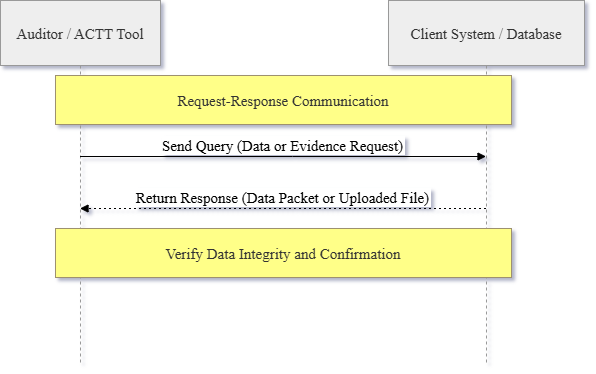 Auditor / ACTT Tool
Client System / Database
Request-Response Communication
Send Query (Data or Evidence Request)
Return Response (Data Packet or Uploaded File)
Verify Data Integrity and Confirmation